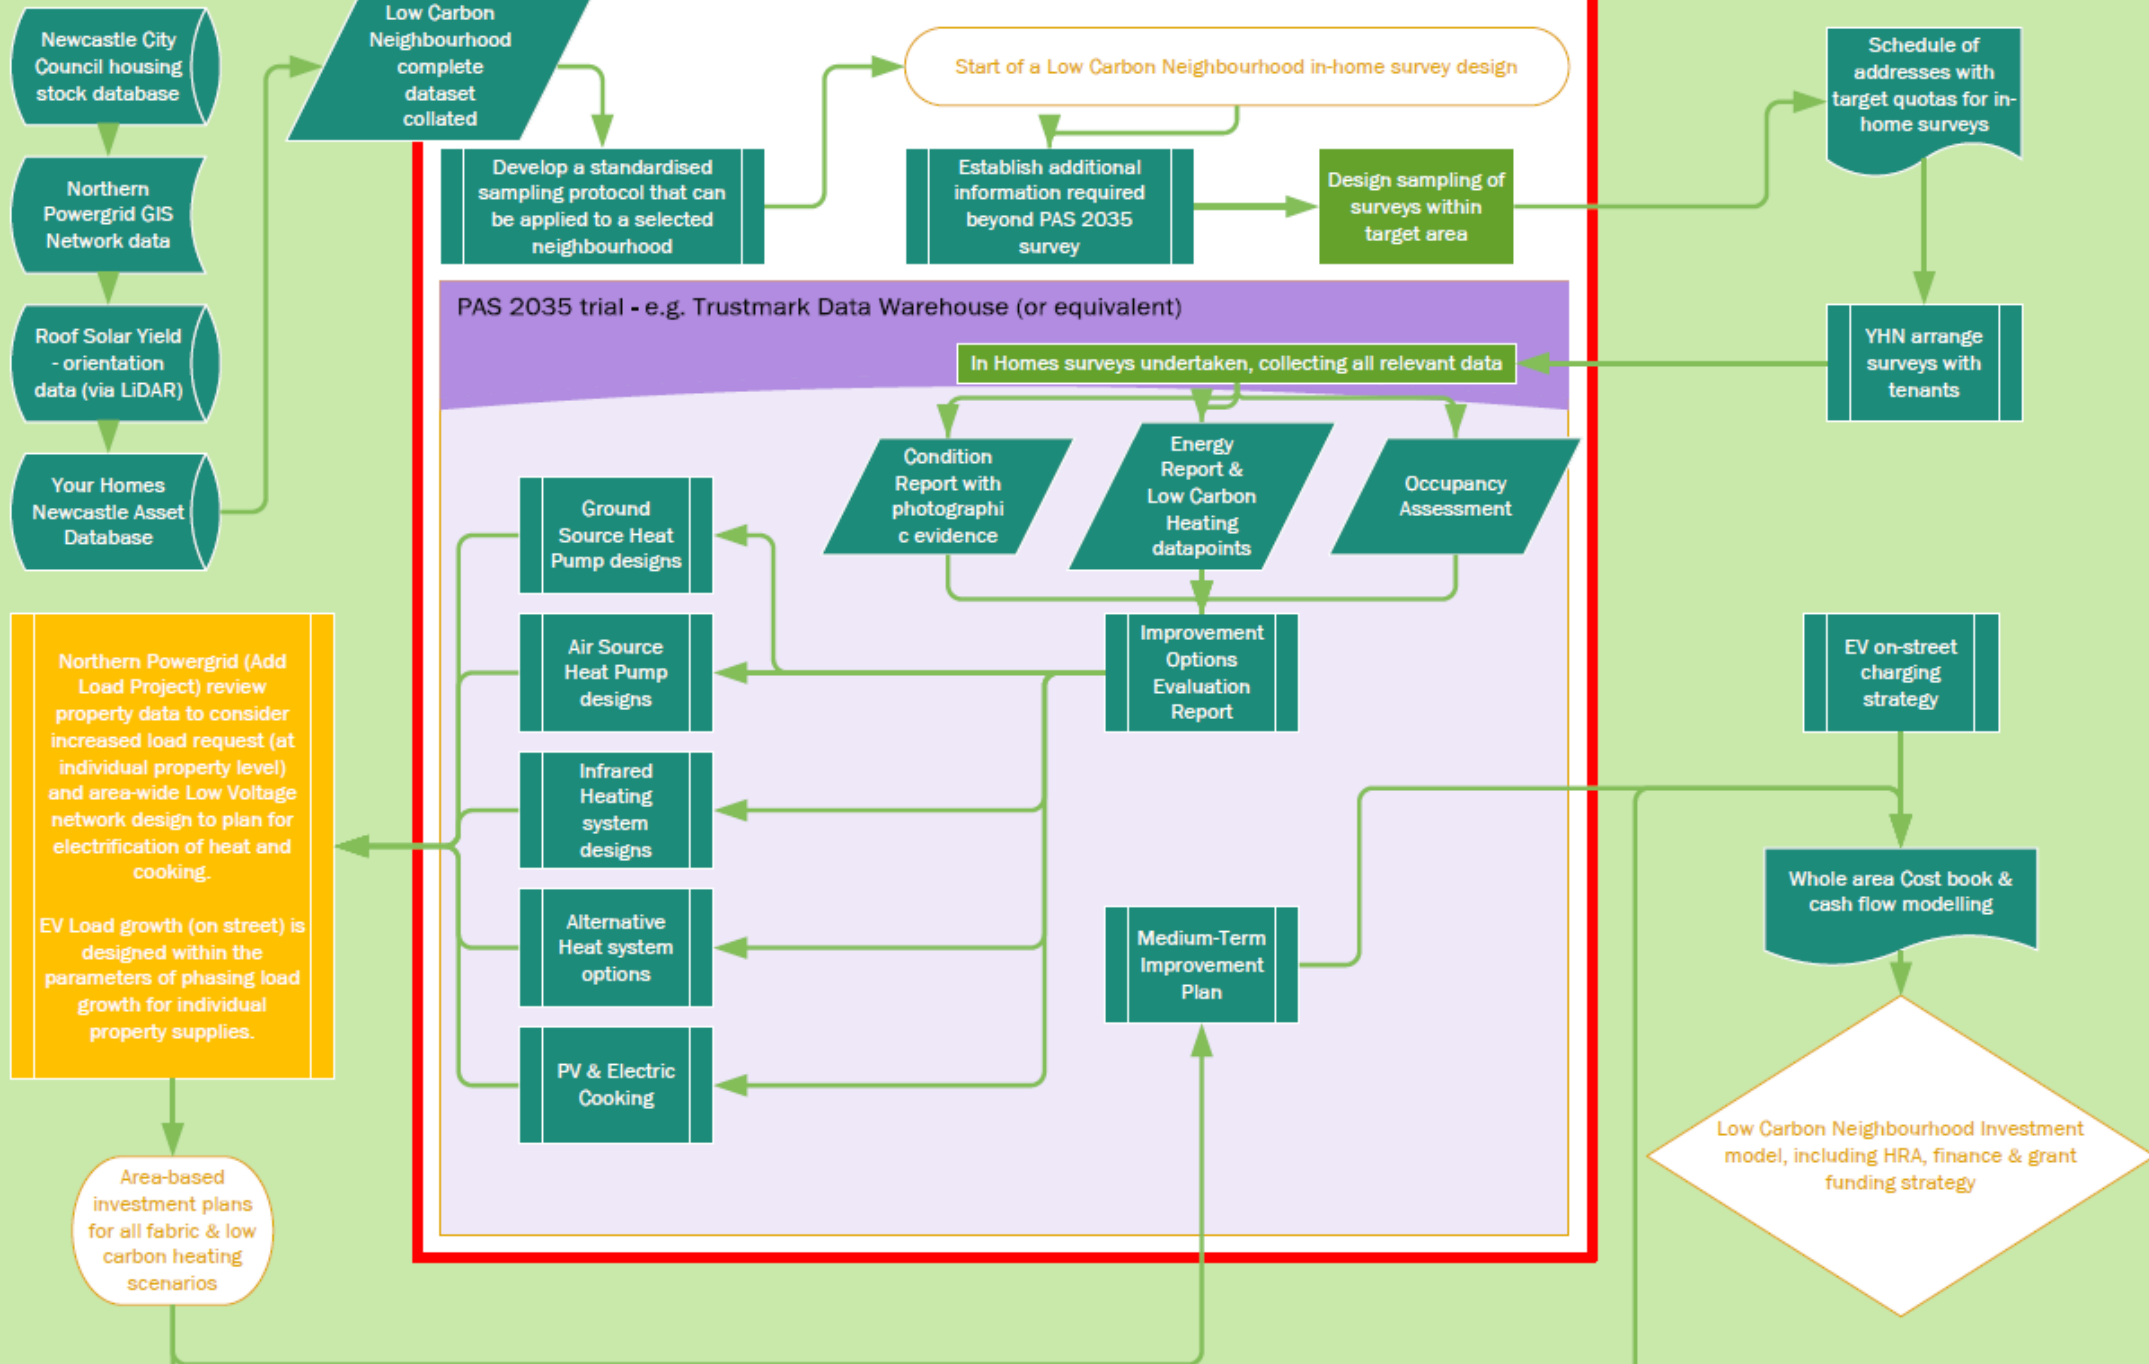 Newcastle City
Council housing
stock database
Northern
Powergrid GIS
Network data
Roof Solar Yield
- orientation
data (via LiDAR)
Your Homes
Newcastle Asset
Database
Low Carbon
Neighbourhood
complete
dataset
collated
Develop a standardised
sampling protocol that can
be applied to a selected
neighbourhood
Start of a Low Carbon Neighbourhood in-home survey design
Establish additional
information required
beyond PAS 2035
survey
Design sampling of
surveys within
target area
Schedule of
addresses with
target quotas for in-
home surveys
YHN arrange
surveys with
tenants
PAS 2035 trial - e.g. Trustmark Data Warehouse (or equivalent)
In Homes surveys undertaken, collecting all relevant data
Condition
Report with
photographi
c evidence
Energy
Report &
Low Carbon
Heating
datapoints
Occupancy
Assessment
Improvement
Options
Evaluation
Report
Ground
Source Heat
Pump designs
Air Source
Heat Pump
designs
Infrared
Heating
system
designs
Alternative
Heat system
options
PV & Electric
Cooking
Northern Powergrid (Add
Load Project) review
property data to consider
increased load request (at
individual property level)
and area-wide Low Voltage
network design to plan for
electrification of heat and
cooking.
EV Load growth (on street) is
designed within the
parameters of phasing load
growth for individual
property supplies.
Area-based
investment plans
for all fabric & low
carbon heating
scenarios
Medium-Term
Improvement
Plan
EV on-street
charging
strategy
Whole area Cost book &
cash flow modelling
Low Carbon Neighbourhood Investment
model, including HRA, finance & grant
funding strategy